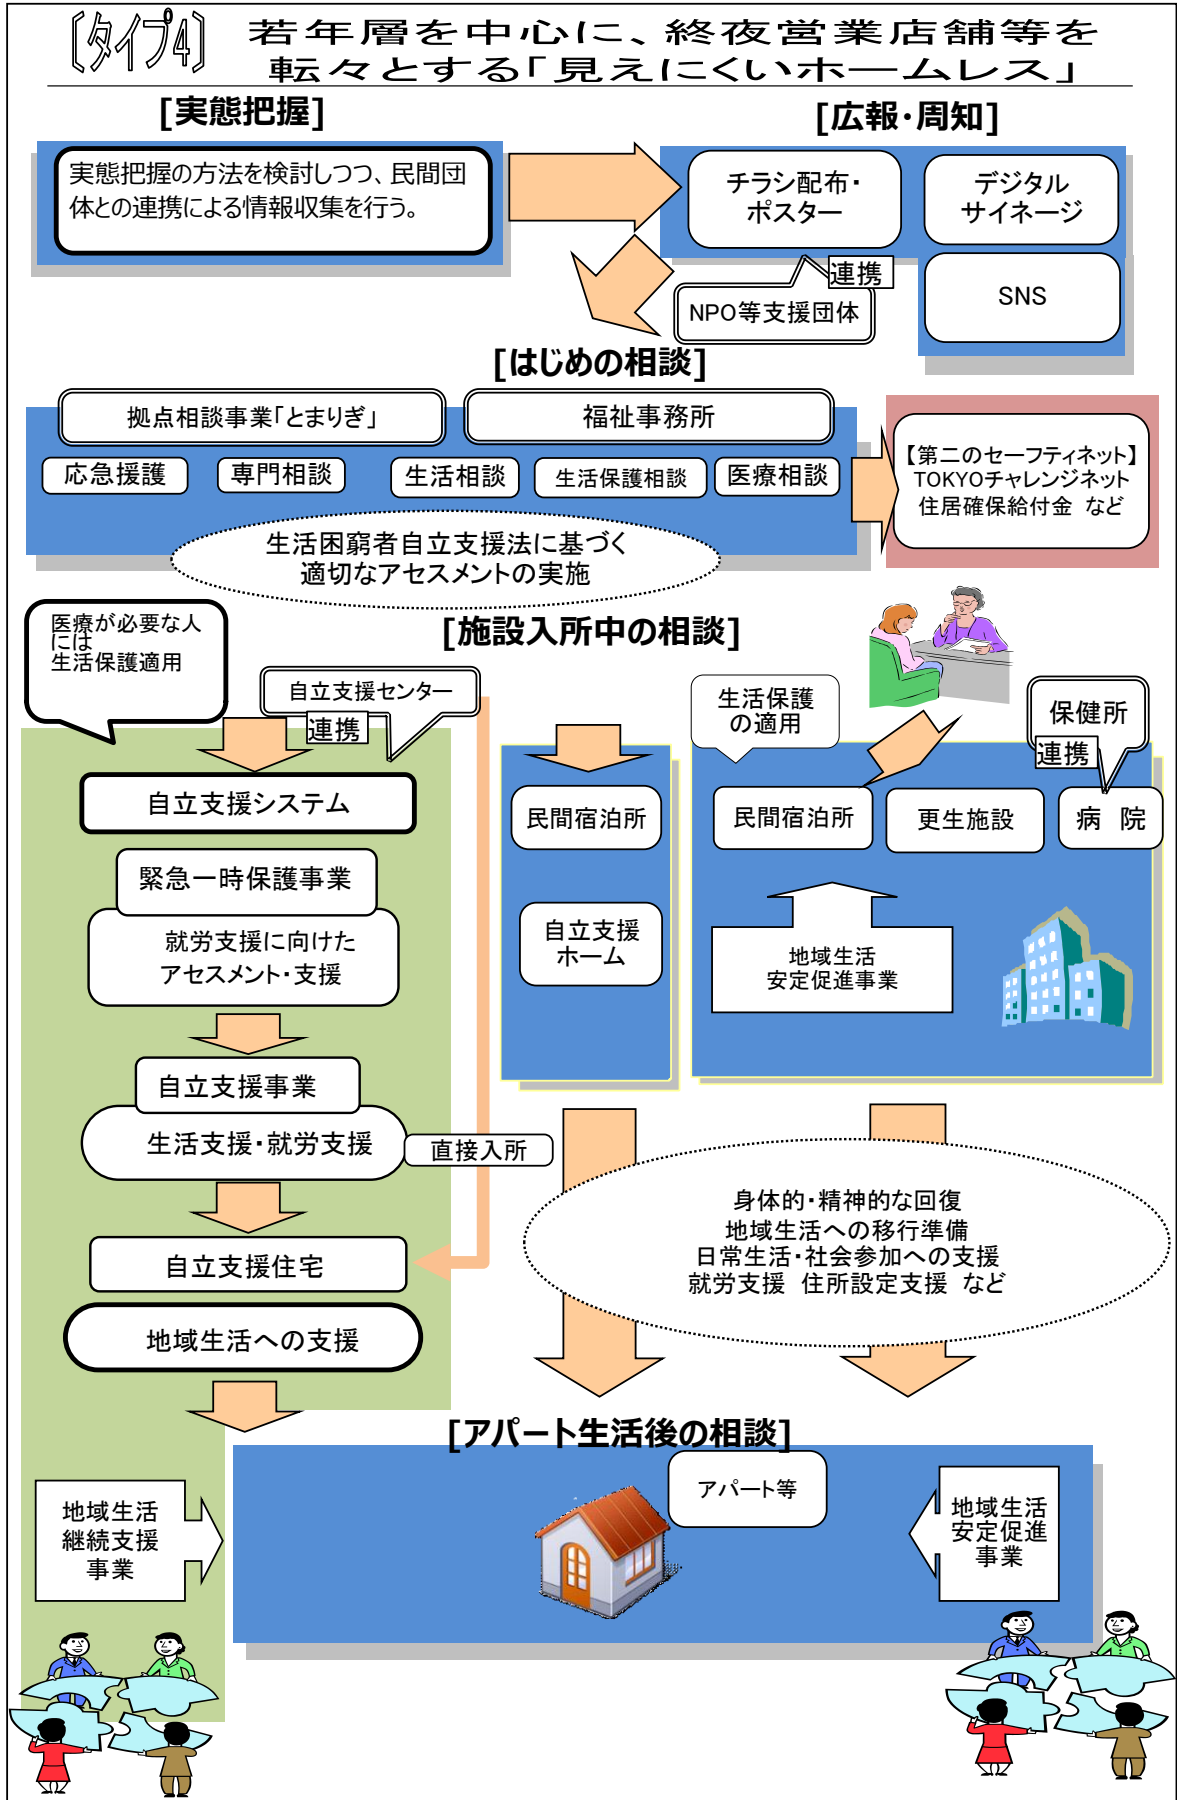 〔タイプ4〕
若年層を中心に、終夜営業店舗等を
転々とする「見えにくいホームレス」
[実態把握]
[広報・周知]
実態把握の方法を検討しつつ、民間団
体との連携による情報収集を行う。
チラシ配布・
ポスター
デジタル
サイネージ
連携
NPO等支援団体
SNS
[はじめの相談]
拠点相談事業「とまりぎ」
福祉事務所
応急援護
専門相談
生活相談
生活保護相談
医療相談
【第二のセーフティネット】
TOKYOチャレンジネット
住居確保給付金 など
生活困窮者自立支援法に基づく
適切なアセスメントの実施
[施設入所中の相談]
医療が必要な人
には
生活保護適用
自立支援センター
連携
生活保護
の適用
保健所
連携
自立支援システム
民間宿泊所
民間宿泊所
更生施設
病 院
緊急一時保護事業
就労支援に向けた
アセスメント・支援
自立支援
ホーム
地域生活
安定促進事業
自立支援事業
生活支援・就労支援
直接入所
自立支援住宅
地域生活への支援
身体的・精神的な回復
地域生活への移行準備
日常生活・社会参加への支援
就労支援 住所設定支援 など
[アパート生活後の相談]
アパート等
地域生活
継続支援
事業
地域生活
安定促進
事業